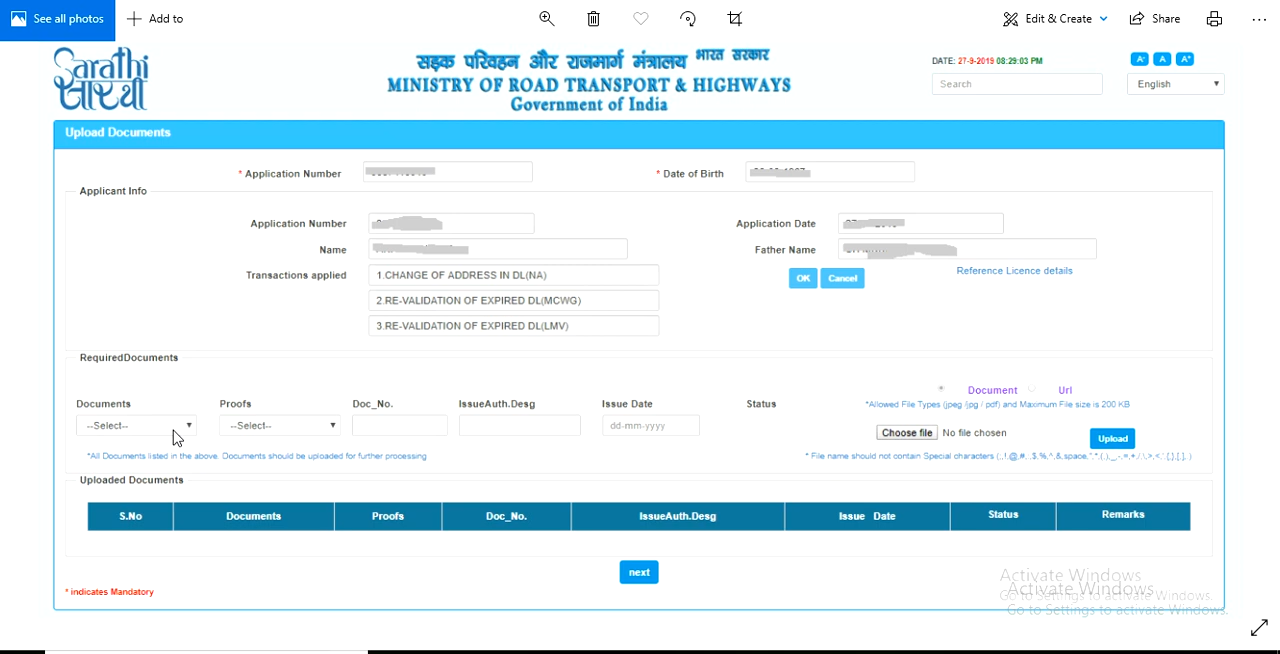 See all photos
Add to
Edit & Create
Share
Sarathi
सारथी
सड़क परिवहन और राजमार्ग मंत्रालय भारत सरकार
MINISTRY OF ROAD TRANSPORT & HIGHWAYS
Government of India
DATE: 27-9-2019 08:29:03 PM
A- A A+
Search
English
Upload Documents
* Application Number
* Date of Birth
Applicant Info
Application Number
Application Date
Name
Father Name
Transactions applied
1.CHANGE OF ADDRESS IN DL(NA)
OK Cancel
Reference Licence details
2.RE-VALIDATION OF EXPIRED DL(MCWG)
3.RE-VALIDATION OF EXPIRED DL(LMV)
RequiredDocuments
Document Url
Documents Proofs Doc_No. IssueAuth.Desg Issue Date Status
*Allowed File Types (jpeg /jpg / pdf) and Maximum File size is 200 KB
--Select-- --Select-- dd-mm-yyyy
Choose file No file chosen
Upload
*All Documents listed in the above Documents should be uploaded for further processing
* File name should not contain Special characters
Uploaded Documents
S.No Documents Proofs Doc_No. IssueAuth.Desg Issue Date Status Remarks
next
* indicates Mandatory
Activate Windows
Activate Windows
Go to Settings to activate Windows.
Go to Settings to activate Windows.